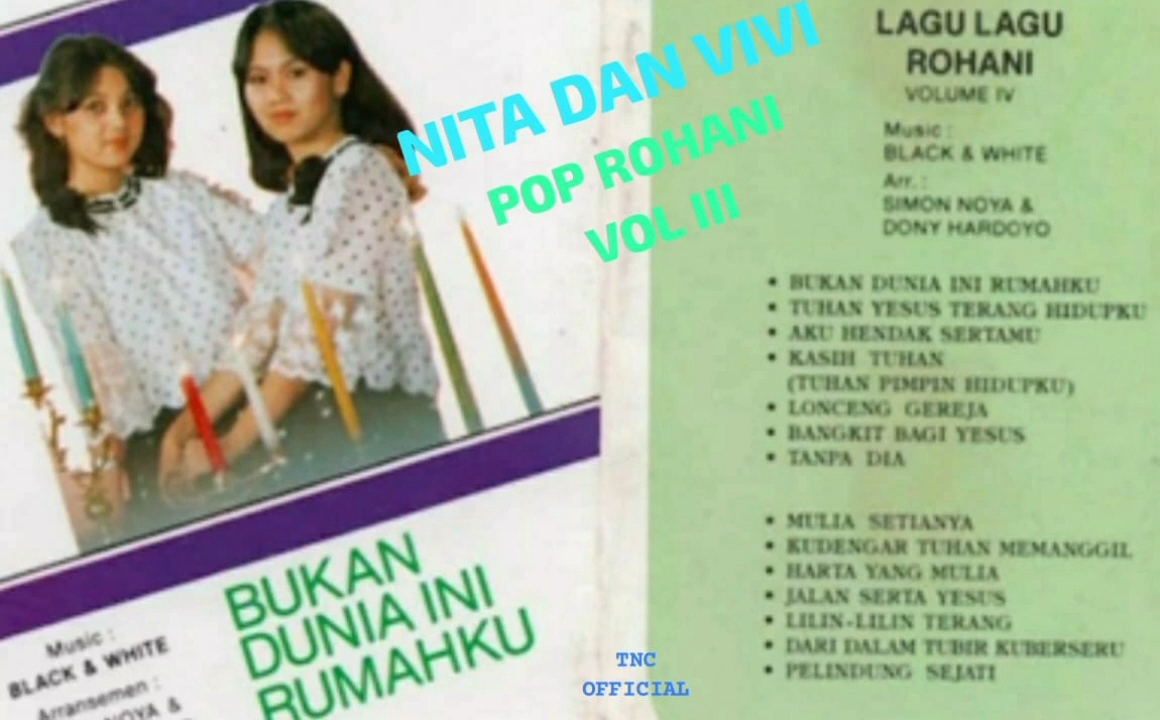 NITA DAN VIVI
POP ROHANI
VOL III
BUKAN
DUNIA INI
RUMAHKU
Music :
BLACK & WHITE
Arransemen :
NOYA &
LAGU LAGU
ROHANI
VOLUME IV
Music :
BLACK & WHITE
Arr. :
SIMON NOYA &
DONY HARDOYO
• BUKAN DUNIA INI RUMAHKU
• TUHAN YESUS TERANG HIDUPKU
• AKU HENDAK SERTAMU
• KASIH TUHAN
(TUHAN PIMPIN HIDUPKU)
• LONCENG GEREJA
• BANGKIT BAGI YESUS
• TANPA DIA
• MULIA SETIANYA
• KUDENGAR TUHAN MEMANGGIL
• HARTA YANG MULIA
• JALAN SERTA YESUS
• LILIN-LILIN TERANG
• DARI DALAM TUBIR KUBERSERU
• PELINDUNG SEJATI
TNC
OFFICIAL